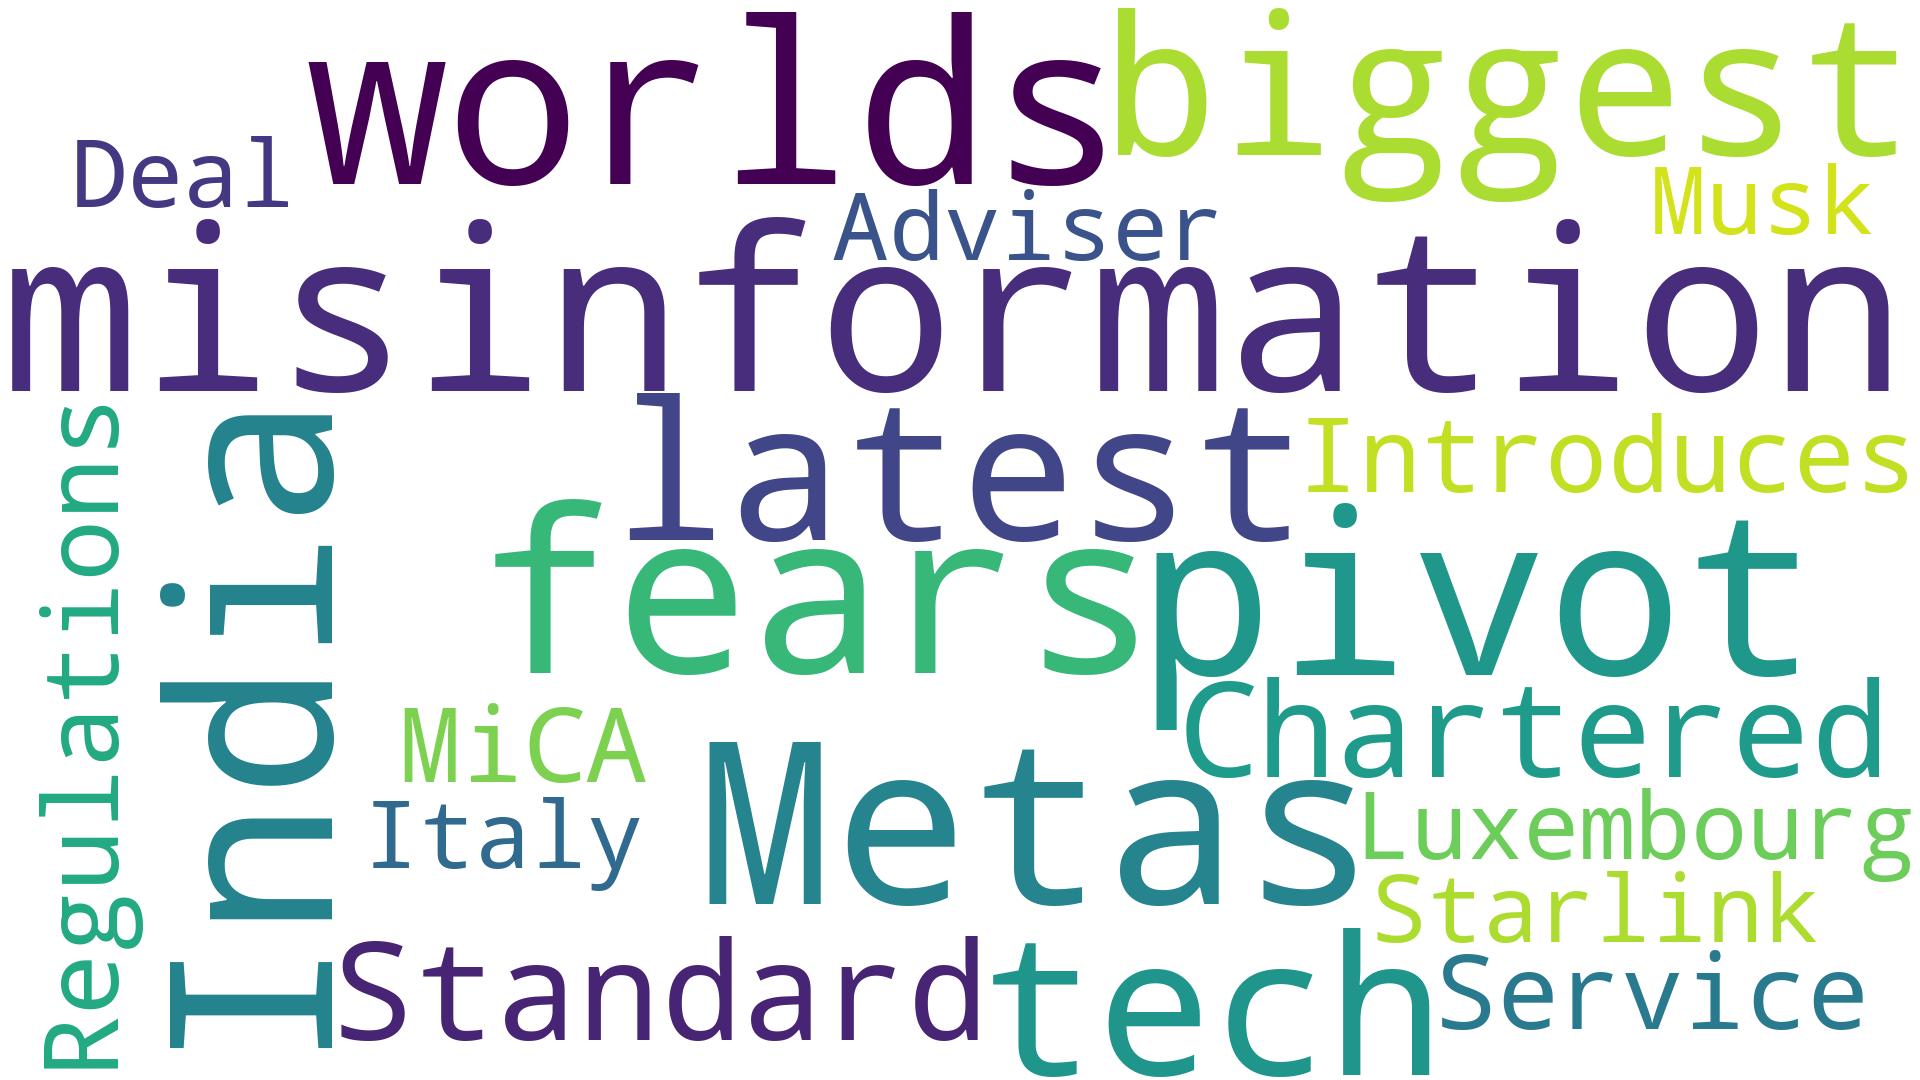 worlds
biggest
Deal
Adviser
Musk
misinformation
latest
Introduces
Regulations
India
fears
pivot
Chartered
MiCA
Metas
Italy
Luxembourg
Starlink
Standard
tech
Service